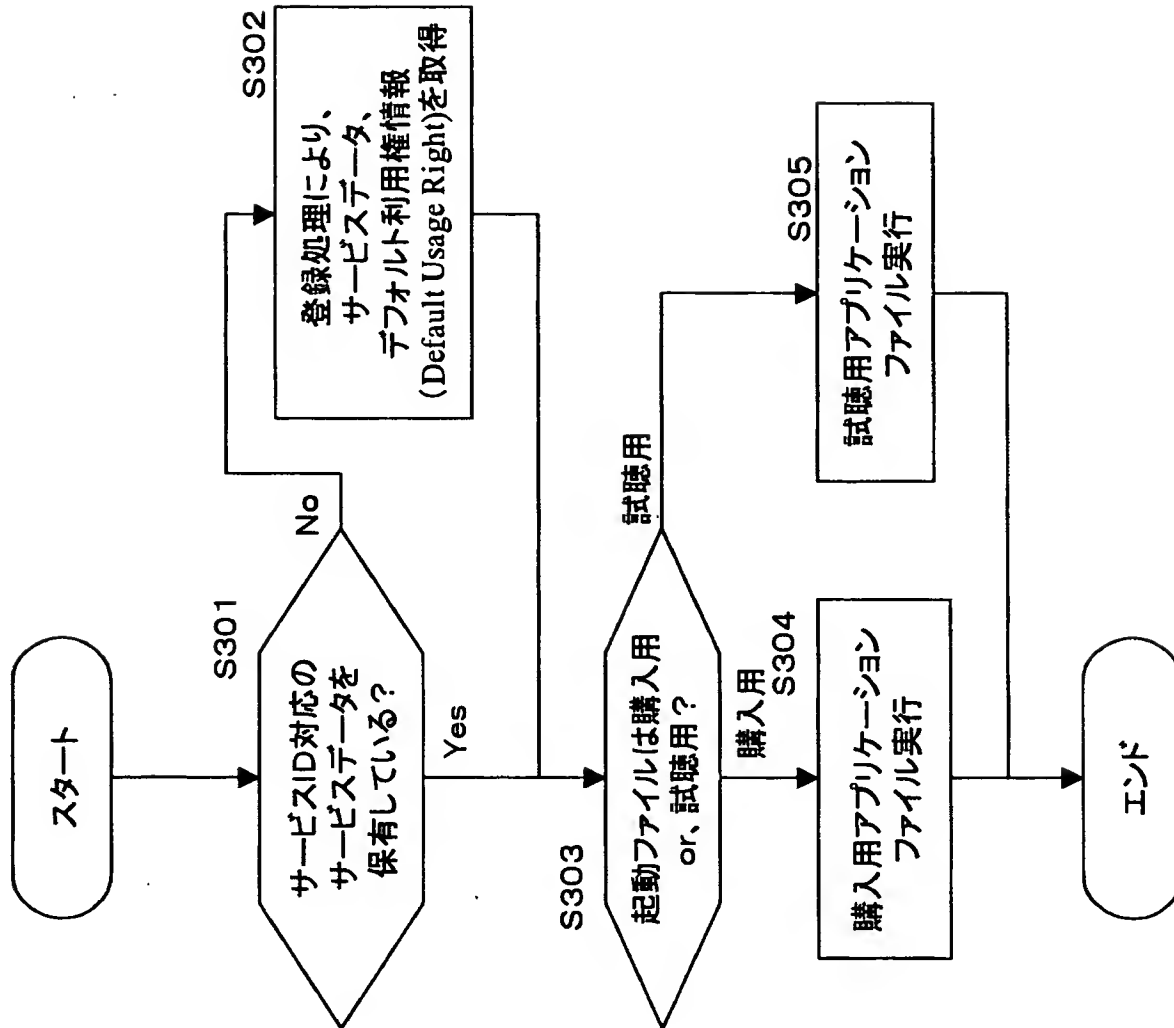 スタート
S301
サービスID対応の
サービスデータを
保有している?
No
Yes
S302
登録処理により、
サービスデータ、
デフォルト利用権情報
(Default Usage Right)を取得
S303
起動ファイルは購入用
or、試聴用?
試聴用
購入用
S304
購入用アプリケーション
ファイル実行
S305
試聴用アプリケーション
ファイル実行
エンド